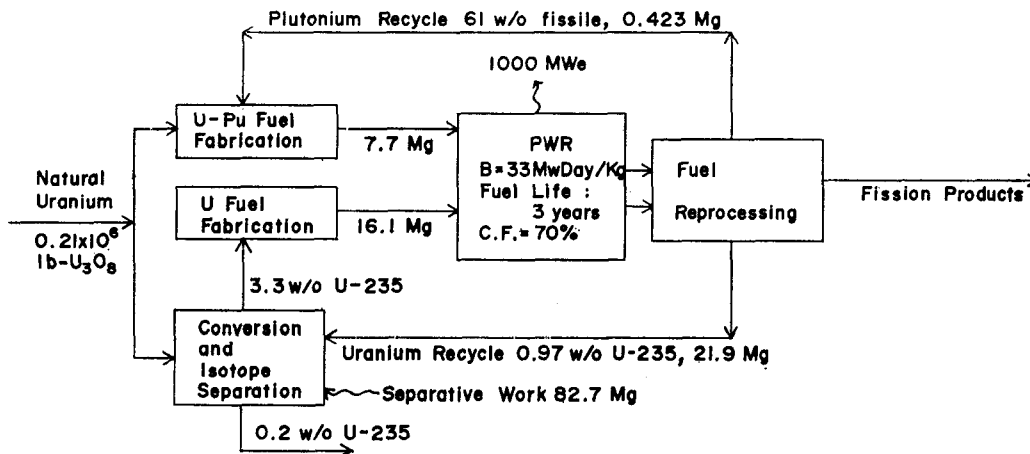 Plutonium Recycle 61 w/o fissile, 0.423 Mg
1000 MWe
U-Pu Fuel
Fabrication
7.7 Mg
PWR
B=33MwDay/Kg
Fuel Life :
3 years
C.F.=70%
Fuel
Reprocessing
Fission Products
Natural
Uranium
0.21x10⁶
lb-U₃O₈
U Fuel
Fabrication
16.1 Mg
3.3 w/o U-235
Conversion
and
Isotope
Separation
Uranium Recycle 0.97 w/o U-235, 21.9 Mg
Separative Work 82.7 Mg
0.2 w/o U-235